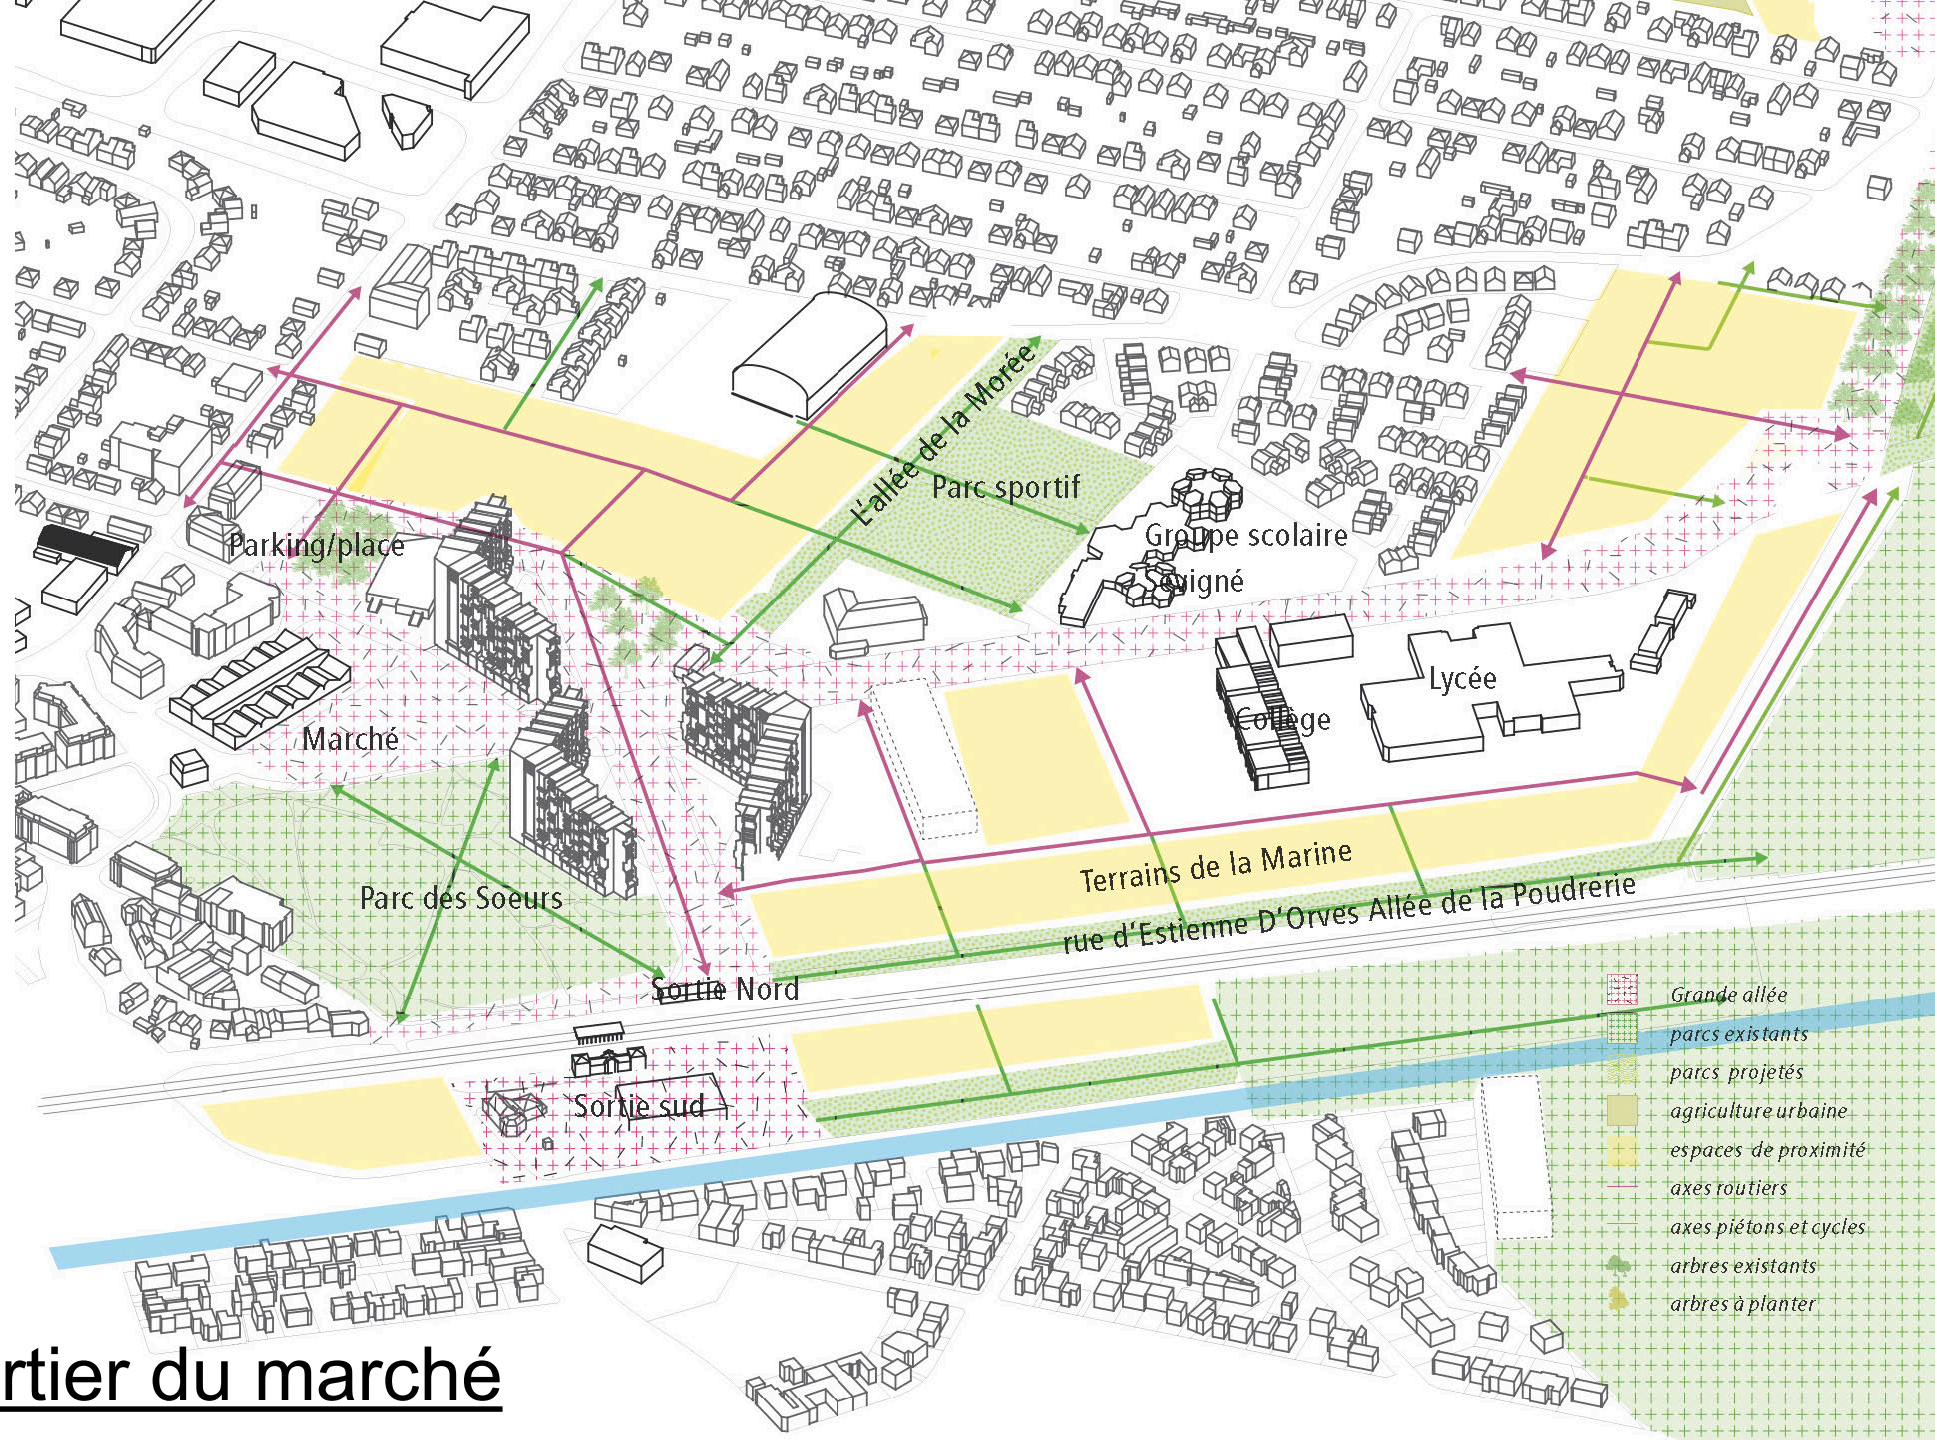 L'allée de la Morée
Parc sportif
Groupe scolaire
Sévigné
Parking/place
Lycée
Collège
Marché
Terrains de la Marine
Parc des Soeurs
rue d'Estienne D'Orves Allée de la Poudrerie
Sortie Nord
Sortie sud
Grande allée
parcs existants
parcs projetés
agriculture urbaine
espaces de proximité
axes routiers
axes piétons et cycles
arbres existants
arbres à planter
rtier du marché